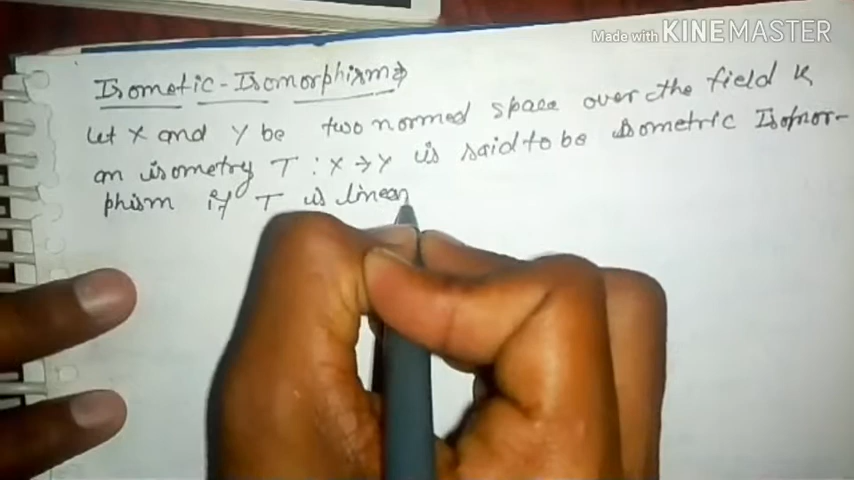 Made with KINEMASTER
Isometic-Isomorphism:
Let X and Y be two normed space over the field K
an isometry T : X → Y is said to be Isometric Isomor-
phism if T is linear